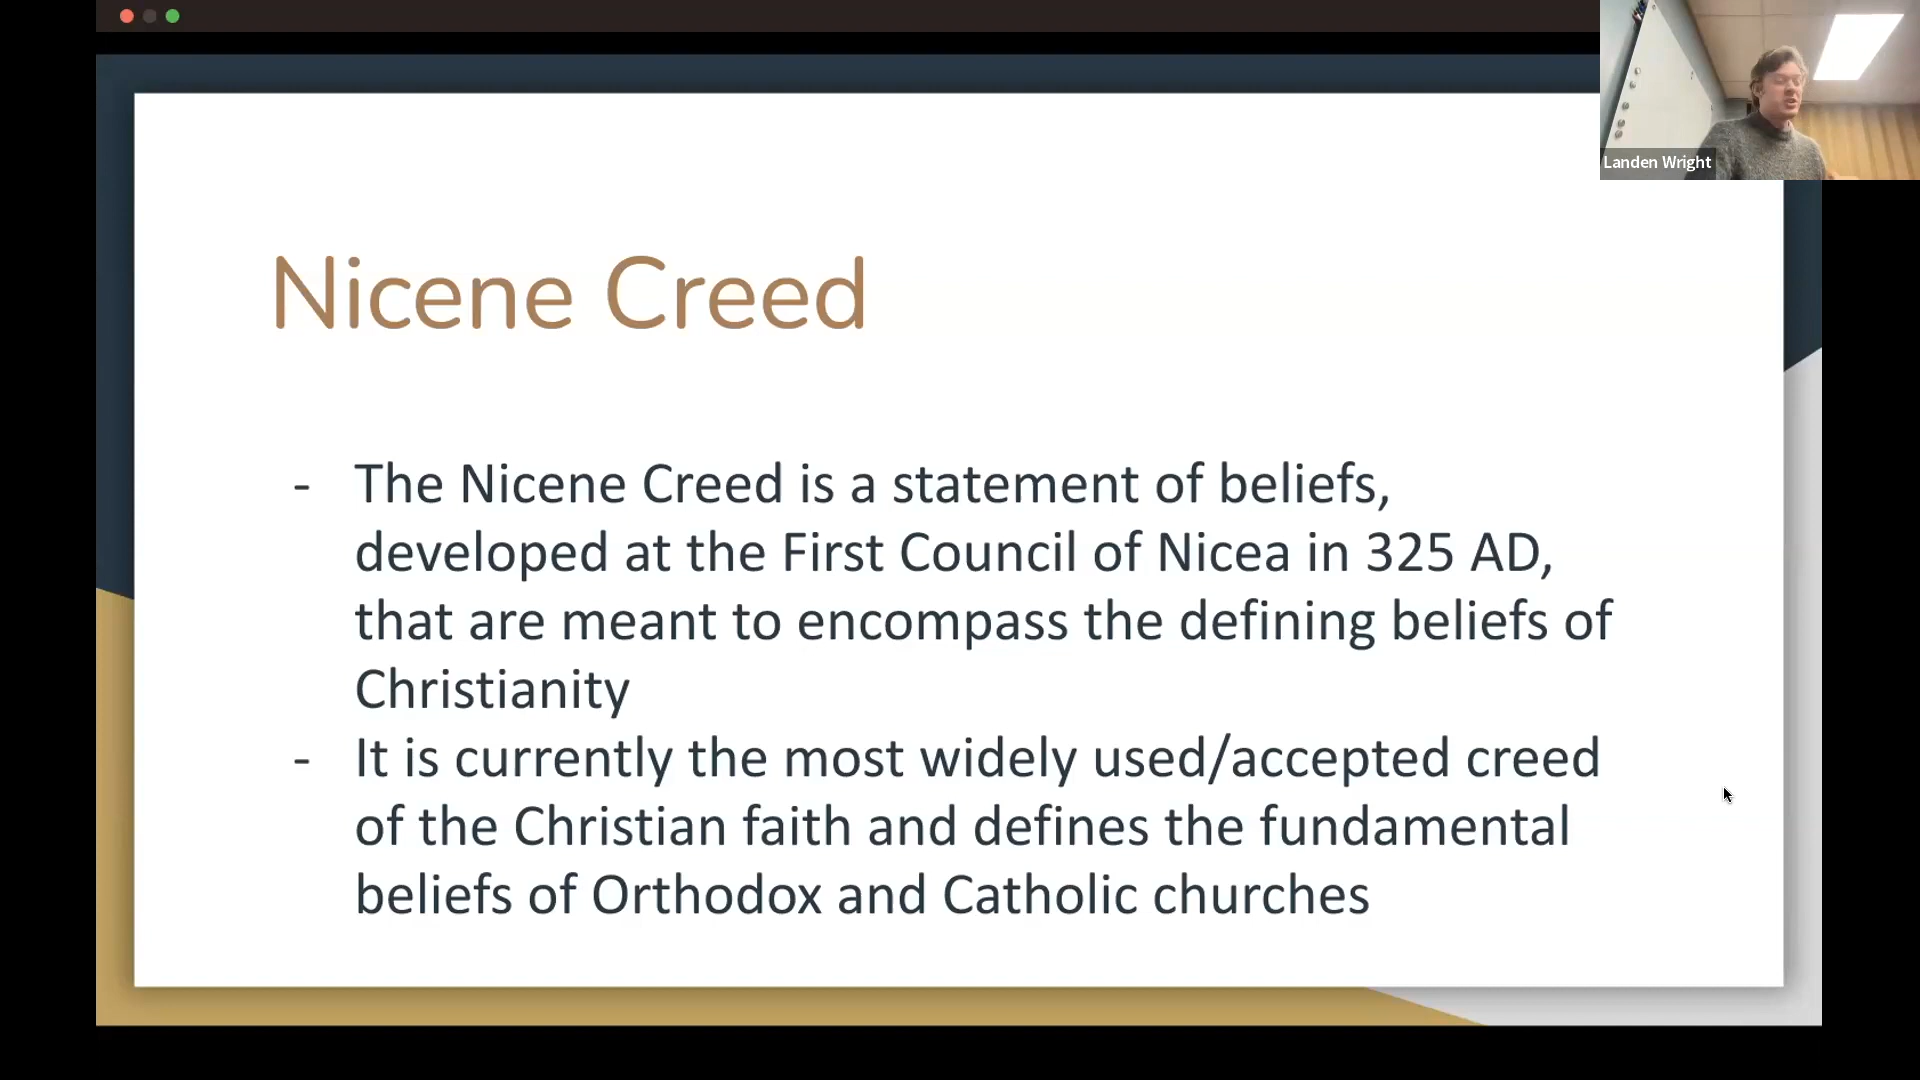 Landen Wright
Nicene Creed
- The Nicene Creed is a statement of beliefs,
developed at the First Council of Nicea in 325 AD,
that are meant to encompass the defining beliefs of
Christianity
- It is currently the most widely used/accepted creed
of the Christian faith and defines the fundamental
beliefs of Orthodox and Catholic churches